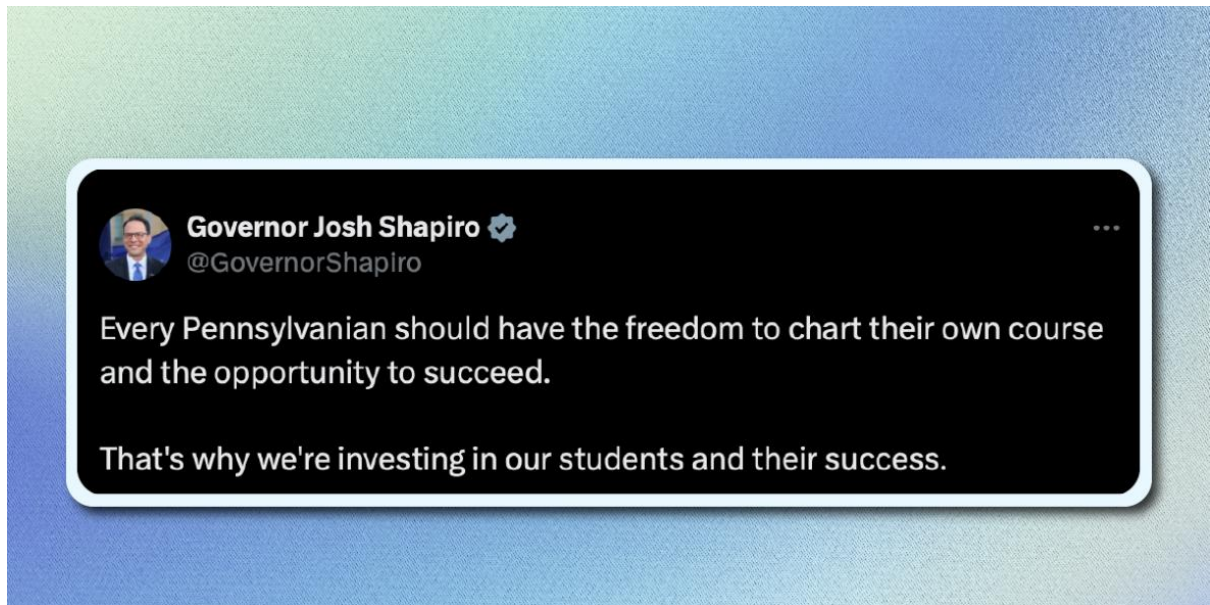 Governor Josh Shapiro
@GovernorShapiro
Every Pennsylvanian should have the freedom to chart their own course
and the opportunity to succeed.
That's why we're investing in our students and their success.